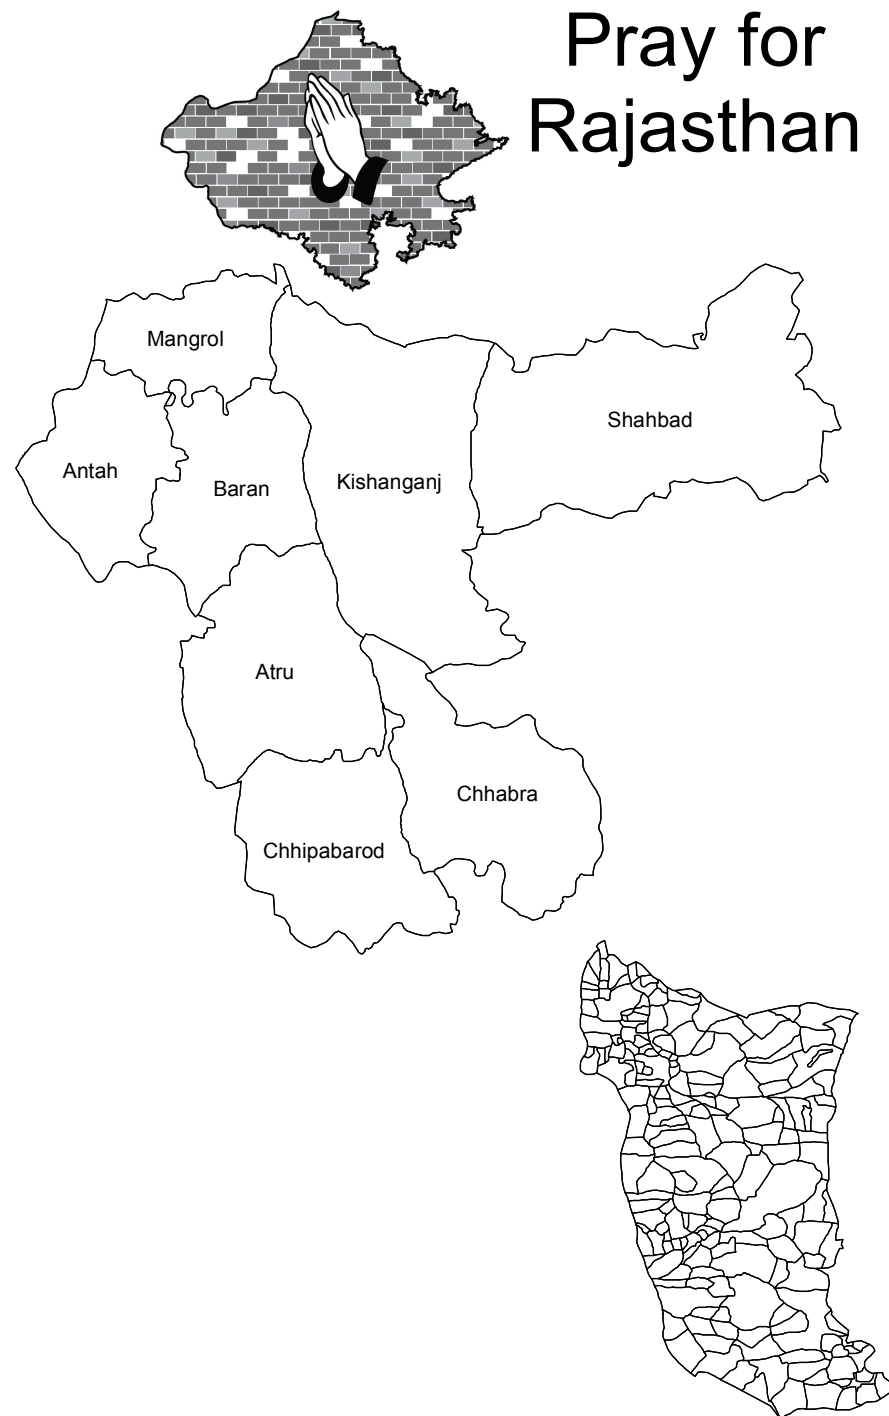 Pray for
Rajasthan
Mangrol
Shahbad
Antah
Baran
Kishanganj
Atru
Chhabra
Chhipabarod